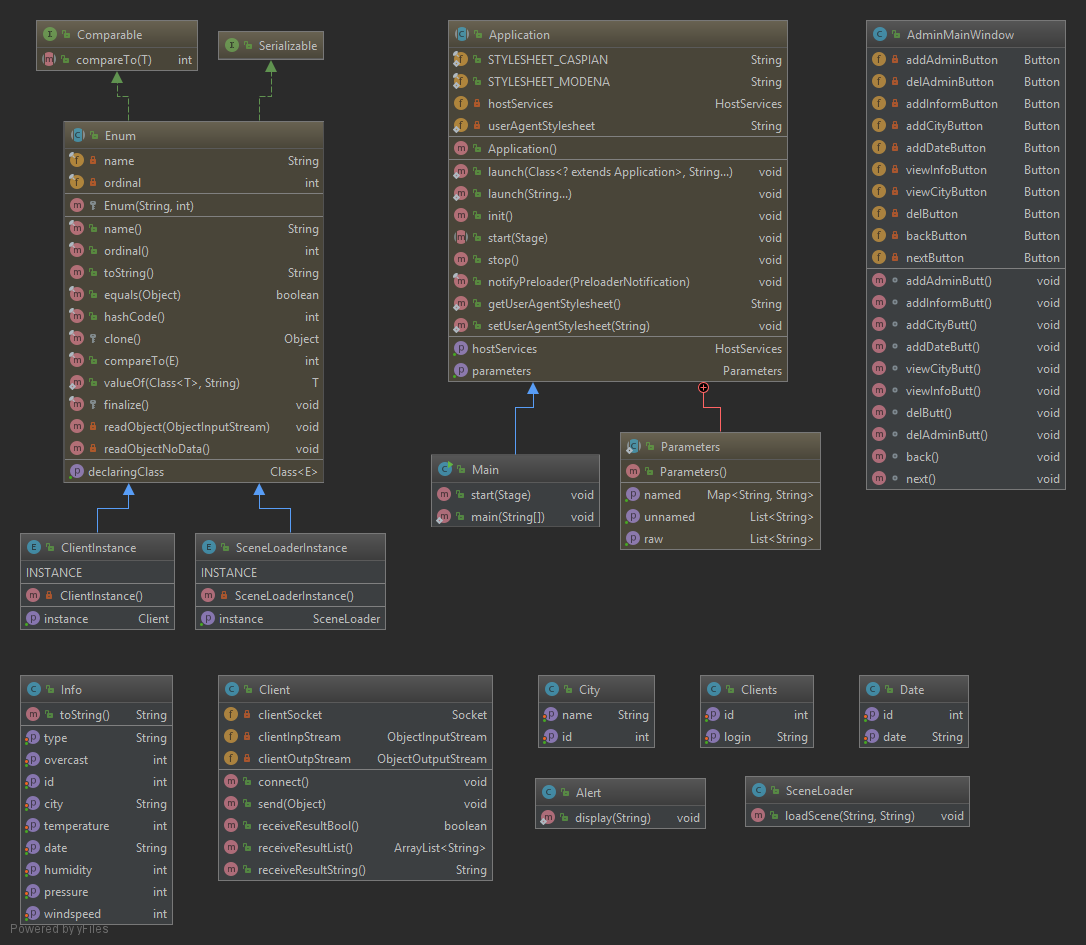 Comparable
compareTo(T) int
Serializable
Enum
name String
ordinal int
Enum(String, int)
name() String
ordinal() int
toString() String
equals(Object) boolean
hashCode() int
clone() Object
compareTo(E) int
valueOf(Class<T>, String) T
finalize() void
readObject(ObjectInputStream) void
readObjectNoData() void
declaringClass Class<E>
ClientInstance
INSTANCE
ClientInstance()
instance Client
SceneLoaderInstance
INSTANCE
SceneLoaderInstance()
instance SceneLoader
Application
STYLESHEET_CASPIAN String
STYLESHEET_MODENA String
hostServices HostServices
userAgentStylesheet String
Application()
launch(Class<? extends Application>, String...) void
launch(String...) void
init() void
start(Stage) void
stop() void
notifyPreloader(PreloaderNotification) void
getUserAgentStylesheet() String
setUserAgentStylesheet(String) void
hostServices HostServices
parameters Parameters
Main
start(Stage) void
main(String[]) void
Parameters
Parameters()
named Map<String, String>
unnamed List<String>
raw List<String>
AdminMainWindow
addAdminButton Button
delAdminButton Button
addInformButton Button
addCityButton Button
addDateButton Button
viewInfoButton Button
viewCityButton Button
delButton Button
backButton Button
nextButton Button
addAdminButt() void
addInformButt() void
addCityButt() void
addDateButt() void
viewCityButt() void
viewInfoButt() void
delButt() void
delAdminButt() void
back() void
next() void
Info
toString() String
type String
overcast int
id int
city String
temperature int
date String
humidity int
pressure int
windspeed int
Client
clientSocket Socket
clientInpStream ObjectInputStream
clientOutpStream ObjectOutputStream
connect() void
send(Object) void
receiveResultBool() boolean
receiveResultList() ArrayList<String>
receiveResultString() String
City
name String
id int
Clients
id int
login String
Date
id int
date String
Alert
display(String) void
SceneLoader
loadScene(String, String) void
Powered by yFiles